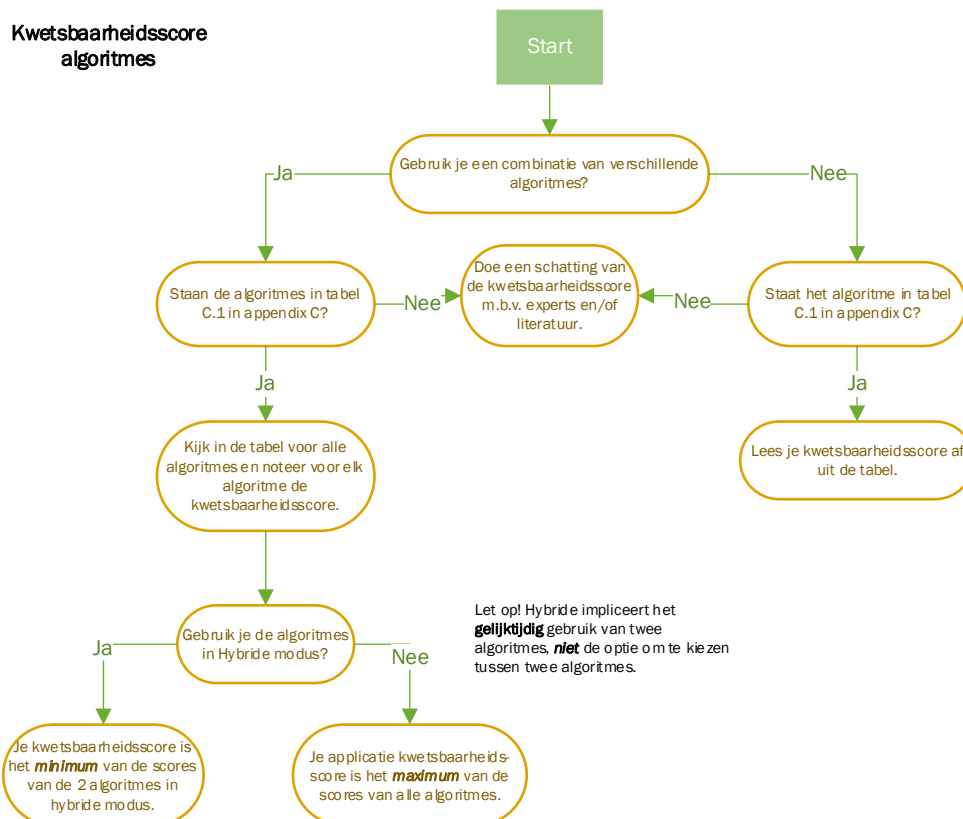 Kwetsbaarheidsscore
algoritmes
Start
Gebruik je een combinatie van verschillende
algoritmes?
Ja
Nee
Staan de algoritmes in tabel
C.1 in appendix C?
Nee
Doe een schatting van
de kwetsbaarheidsscore
m.b.v. experts en/of
literatuur.
Nee
Staat het algoritme in tabel
C.1 in appendix C?
Ja
Ja
Kijk in de tabel voor alle
algoritmes en noteer voor elk
algoritme de
kwetsbaarheidsscore.
Lees je kwetsbaarheidsscore af
uit de tabel.
Gebruik je de algoritmes
in Hybride modus?
Let op! Hybride impliceert het
gelijktijdig gebruik van twee
algoritmes, niet de optie om te kiezen
tussen twee algoritmes.
Ja
Nee
Je kwetsbaarheidsscore is
het minimum van de scores
van de 2 algoritmes in
hybride modus.
Je applicatie kwetsbaarheids-
score is het maximum van de
scores van alle algoritmes.